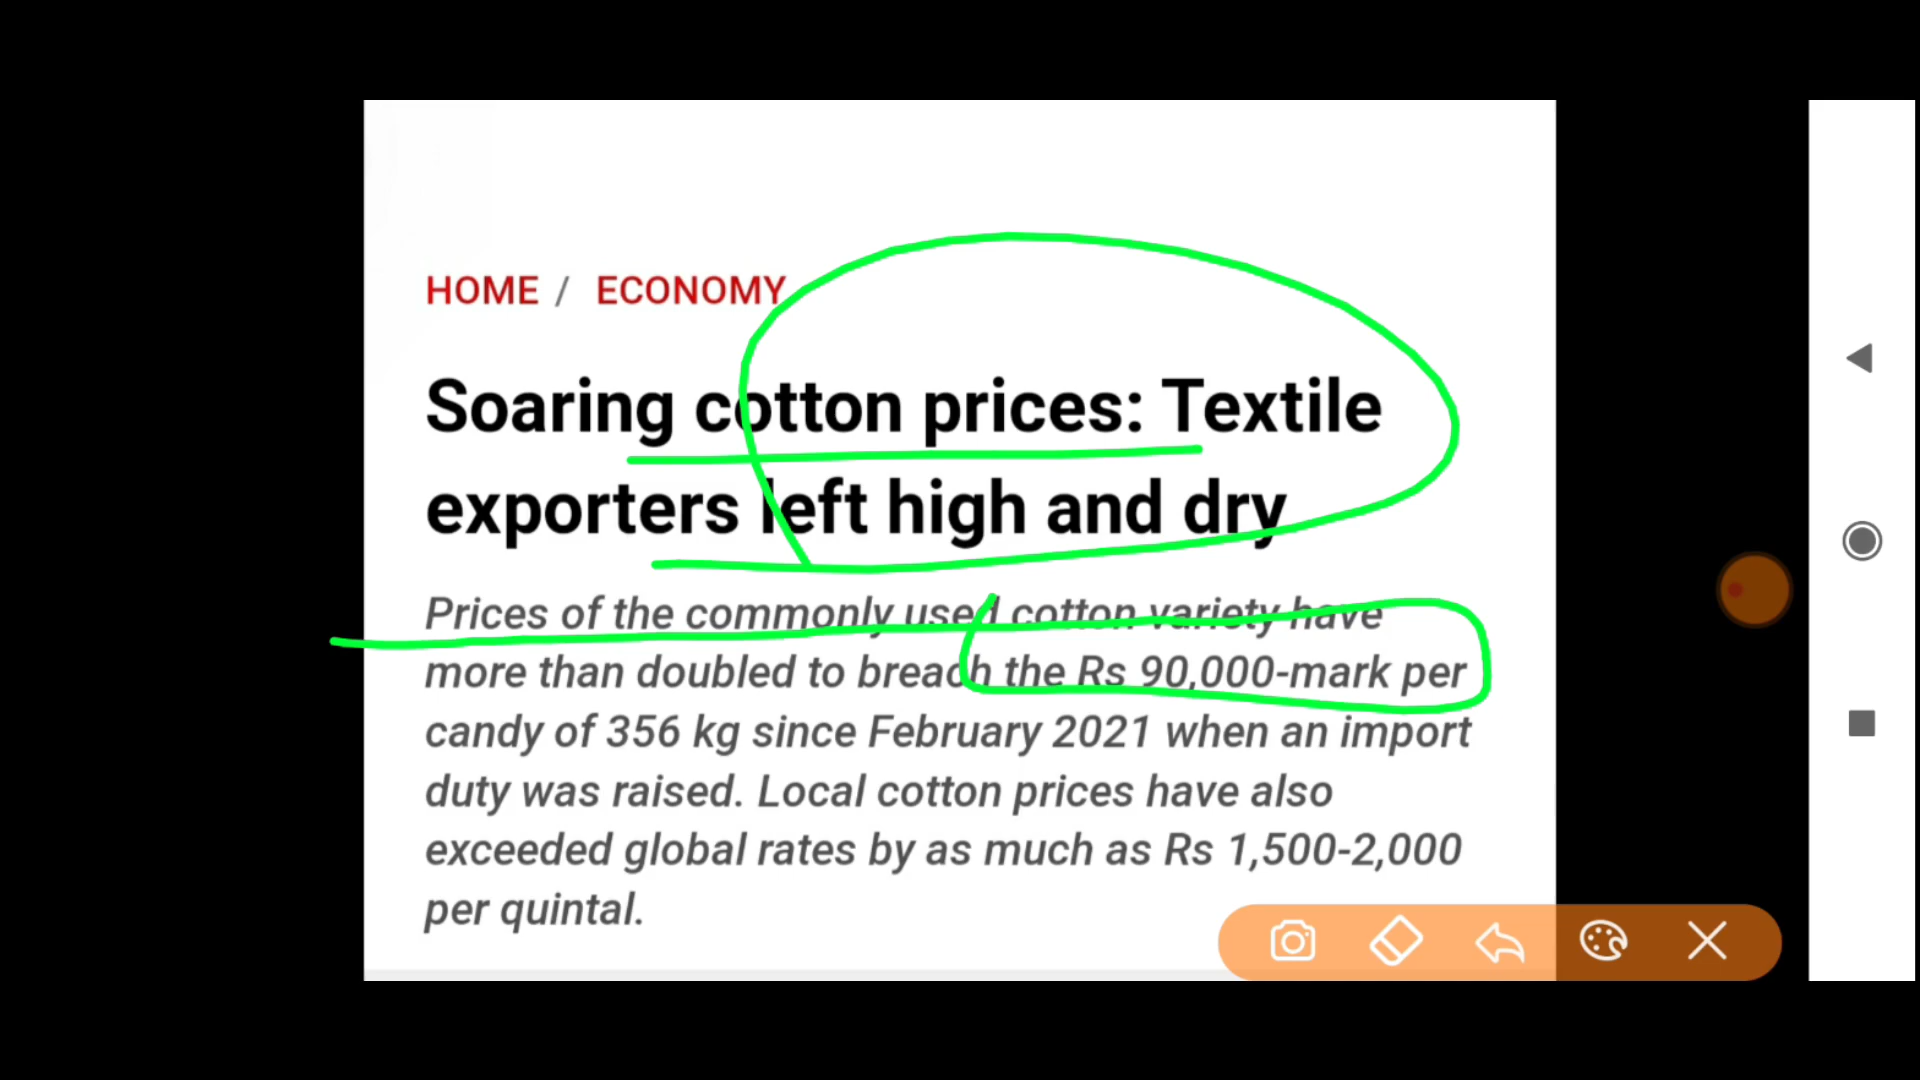 HOME / ECONOMY
Soaring cotton prices: Textile
exporters left high and dry
Prices of the commonly used cotton variety have
more than doubled to breach the Rs 90,000-mark per
candy of 356 kg since February 2021 when an import
duty was raised. Local cotton prices have also
exceeded global rates by as much as Rs 1,500-2,000
per quintal.